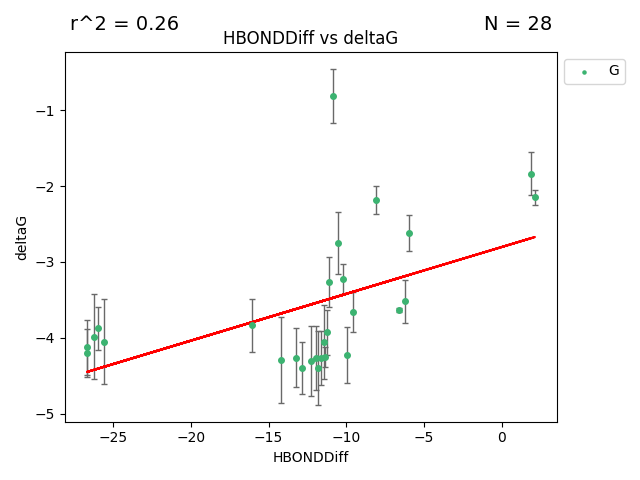 r^2 = 0.26
N = 28
HBONDDiff vs deltaG
G
−1
−2
−3
−4
−5
deltaG
−25
−20
−15
−10
−5
0
HBONDDiff